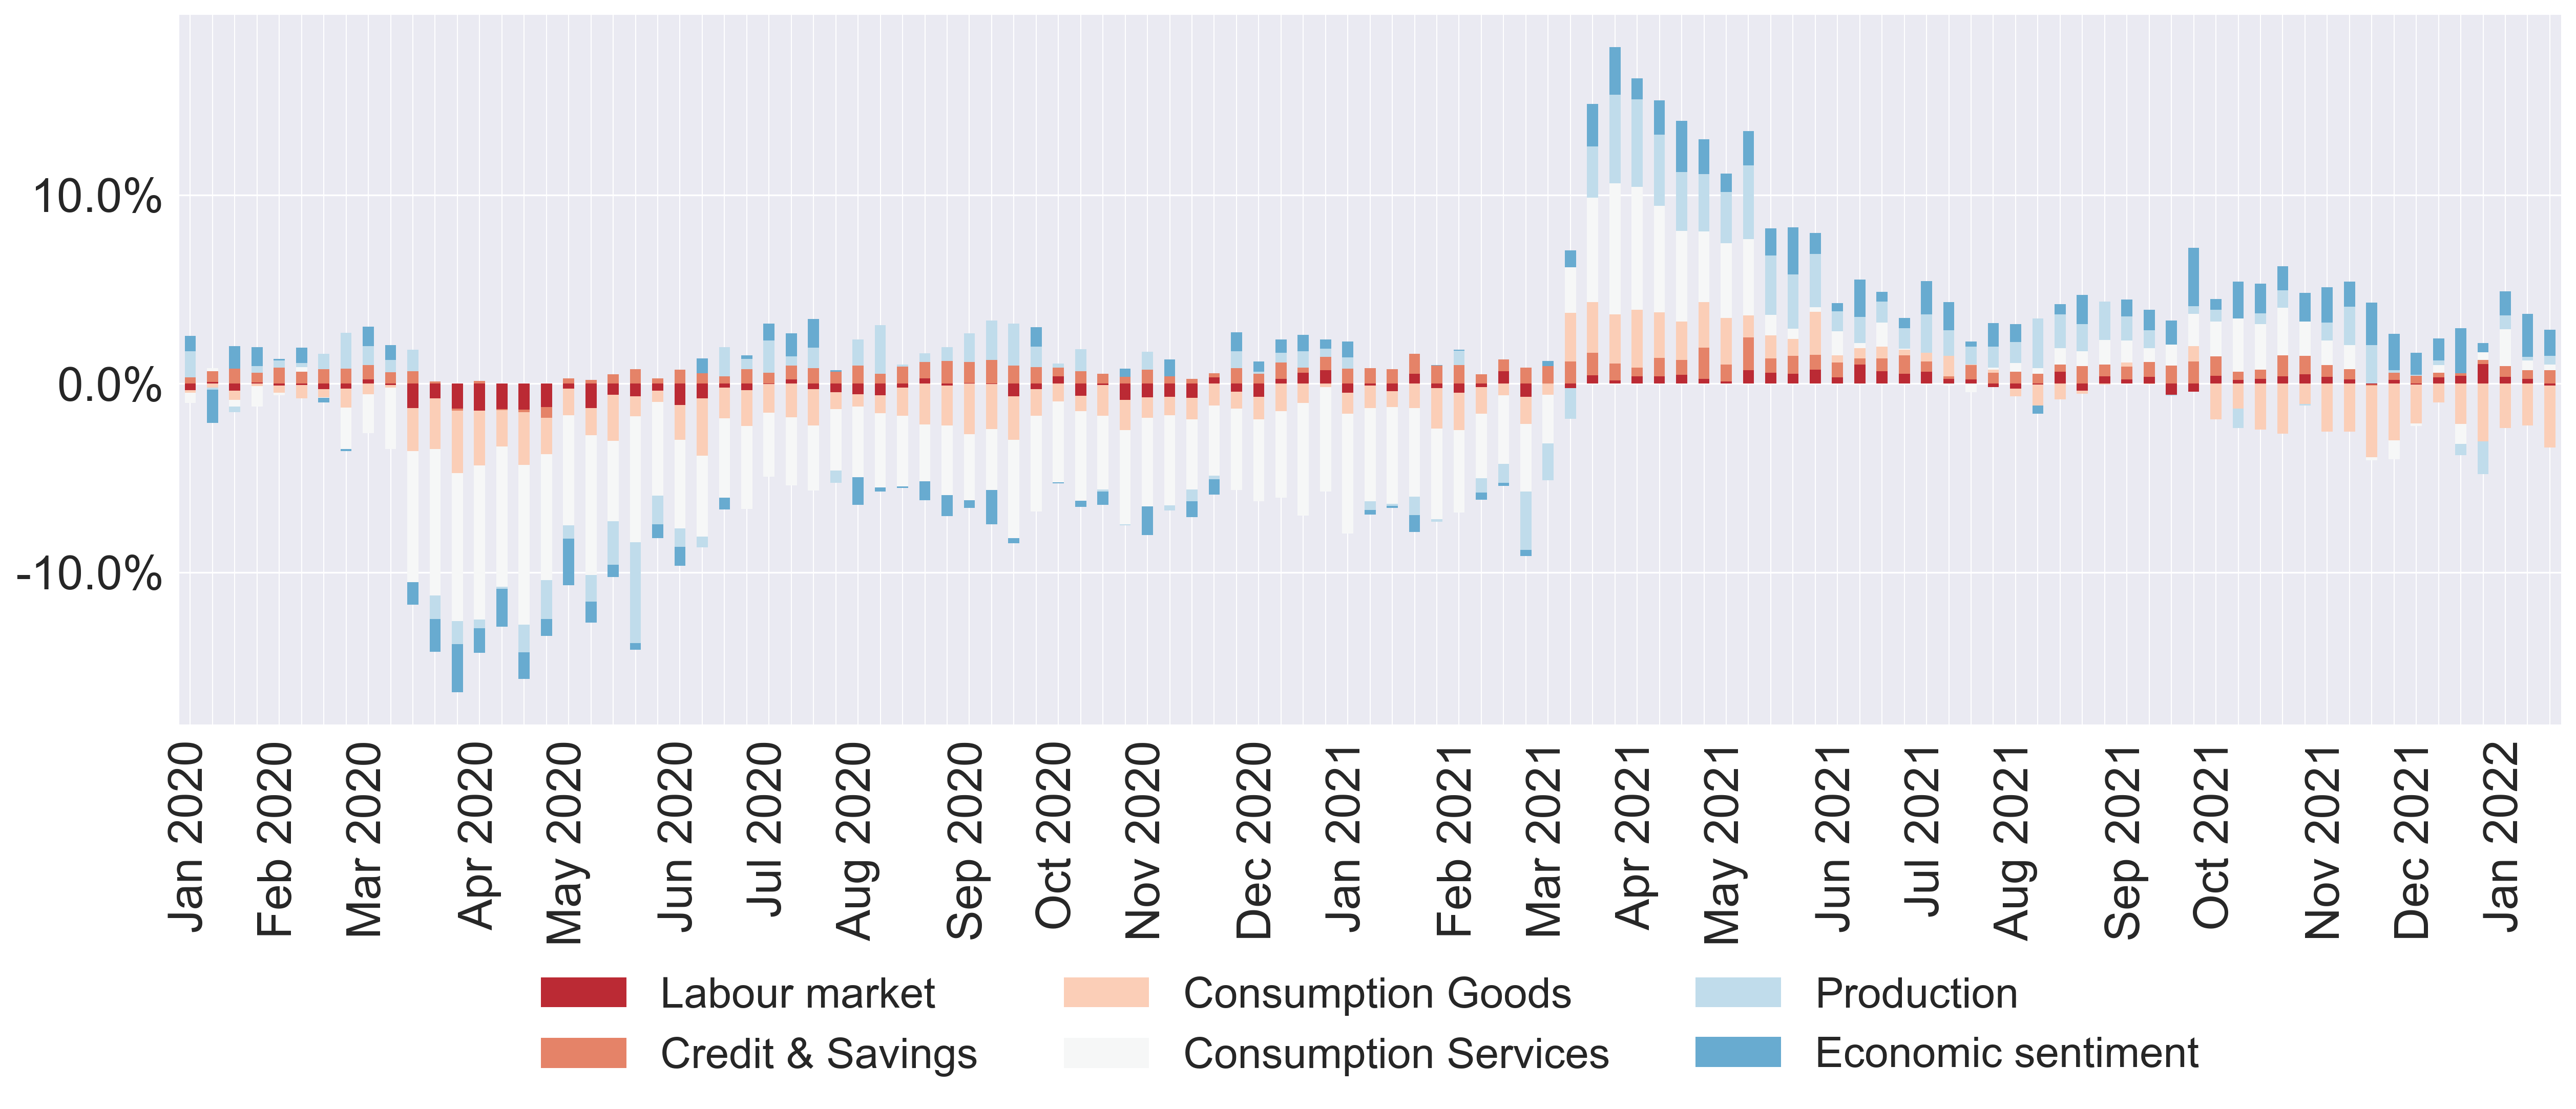 10.0%
0.0%
-10.0%
Jan 2020
Feb 2020
Mar 2020
Apr 2020
May 2020
Jun 2020
Jul 2020
Aug 2020
Sep 2020
Oct 2020
Nov 2020
Dec 2020
Jan 2021
Feb 2021
Mar 2021
Apr 2021
May 2021
Jun 2021
Jul 2021
Aug 2021
Sep 2021
Oct 2021
Nov 2021
Dec 2021
Jan 2022
Labour market
Consumption Goods
Production
Credit & Savings
Consumption Services
Economic sentiment